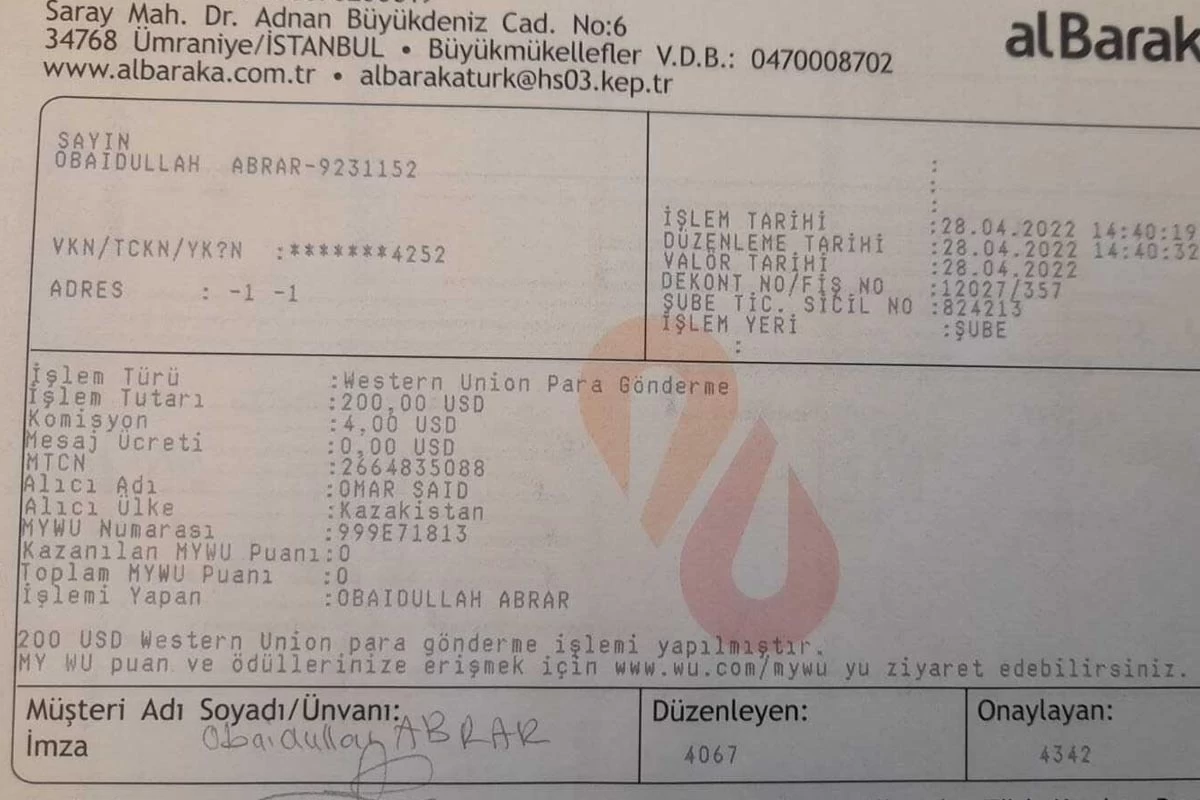 Saray Mah. Dr. Adnan Büyükdeniz Cad. No:6
34768 Ümraniye/İSTANBUL • Büyükmükellefler V.D.B.: 0470008702
www.albaraka.com.tr • albarakaturk@hs03.kep.tr
alBarak
SAYIN
OBAIDULLAH ABRAR-9231152
VKN/TCKN/YK?N :*******4252
ADRES : -1 -1
:
:
:
İŞLEM TARİHİ :28.04.2022 14:40:19
DÜZENLEME TARİHİ :28.04.2022 14:40:32
VALÖR TARİHİ :28.04.2022
DEKONT NO/FİŞ NO :12027/357
ŞUBE TİC. SİCİL NO :824213
İŞLEM YERİ :ŞUBE
:
İşlem Türü :Western Union Para Gönderme
İşlem Tutarı :200,00 USD
Komisyon :4,00 USD
Mesaj Ücreti :0,00 USD
MTCN :2664835088
Alıcı Adı :OMAR SAID
Alıcı Ülke :Kazakistan
MYWU Numarası :999E71813
Kazanılan MYWU Puanı:0
Toplam MYWU Puanı :0
İşlemi Yapan :OBAIDULLAH ABRAR
200 USD Western Union para gönderme işlemi yapılmıştır.
MY WU puan ve ödüllerinize erişmek için www.wu.com/mywu yu ziyaret edebilirsiniz.
Müşteri Adı Soyadı/Ünvanı:
İmza
Obaidullah ABRAR
Düzenleyen:
4067
Onaylayan:
4342